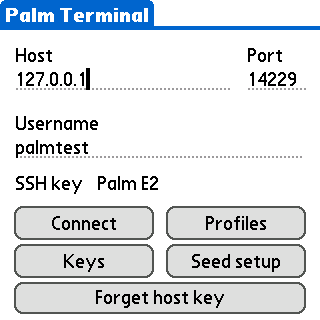 Palm Terminal
Host Port
127.0.0.1 14229
Username
palmtest
SSH key Palm E2
Connect Profiles
Keys Seed setup
Forget host key